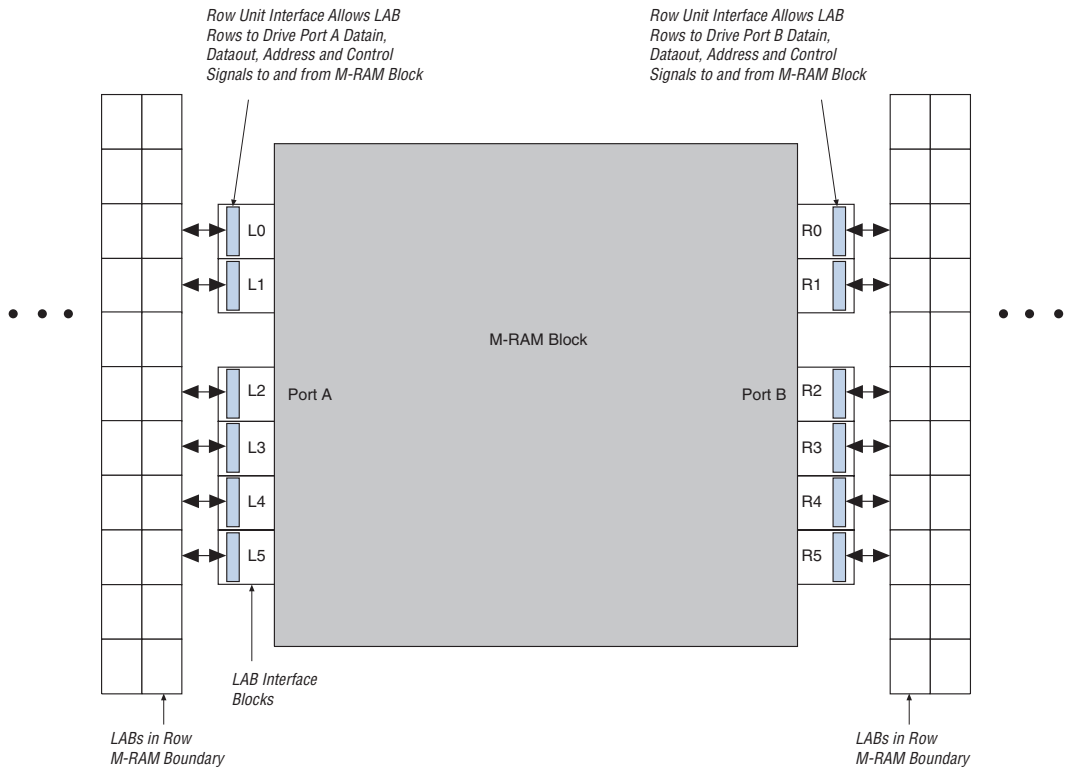 Row Unit Interface Allows LAB
Rows to Drive Port A Datain,
Dataout, Address and Control
Signals to and from M-RAM Block
Row Unit Interface Allows LAB
Rows to Drive Port B Datain,
Dataout, Address and Control
Signals to and from M-RAM Block
L0
R0
L1
R1
M-RAM Block
L2
Port A
Port B
R2
L3
R3
L4
R4
L5
R5
LAB Interface
Blocks
LABs in Row
M-RAM Boundary
LABs in Row
M-RAM Boundary